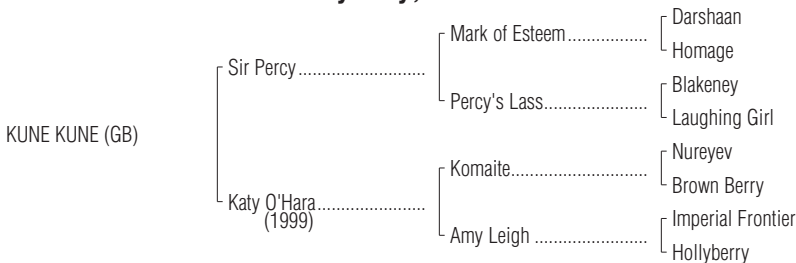 Darshaan
Mark of Esteem.................
Homage
Sir Percy...........................
Blakeney
Percy's Lass......................
Laughing Girl
KUNE KUNE (GB)
Nureyev
Komaite.............................
Brown Berry
Katy O'Hara.......................
(1999)
Imperial Frontier
Amy Leigh ........................
Hollyberry